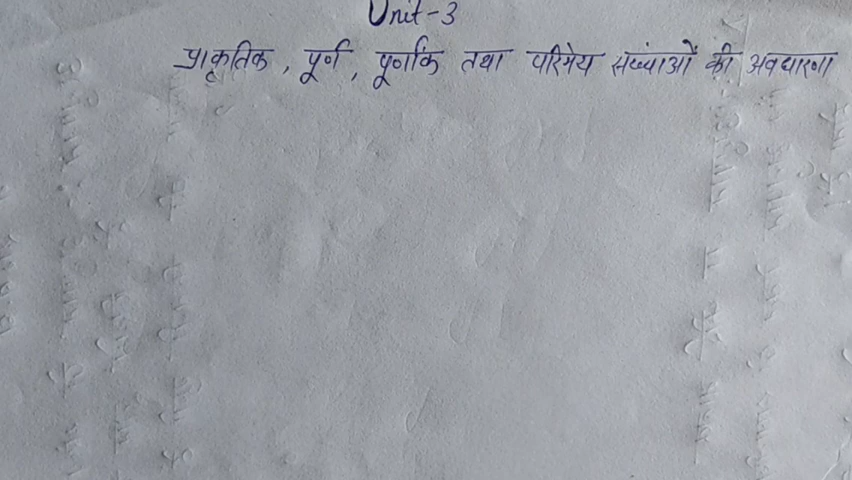 Unit-3
प्राकृतिक, पूर्ण, पूर्णांक तथा परिमेय संख्याओं की अवधारणा